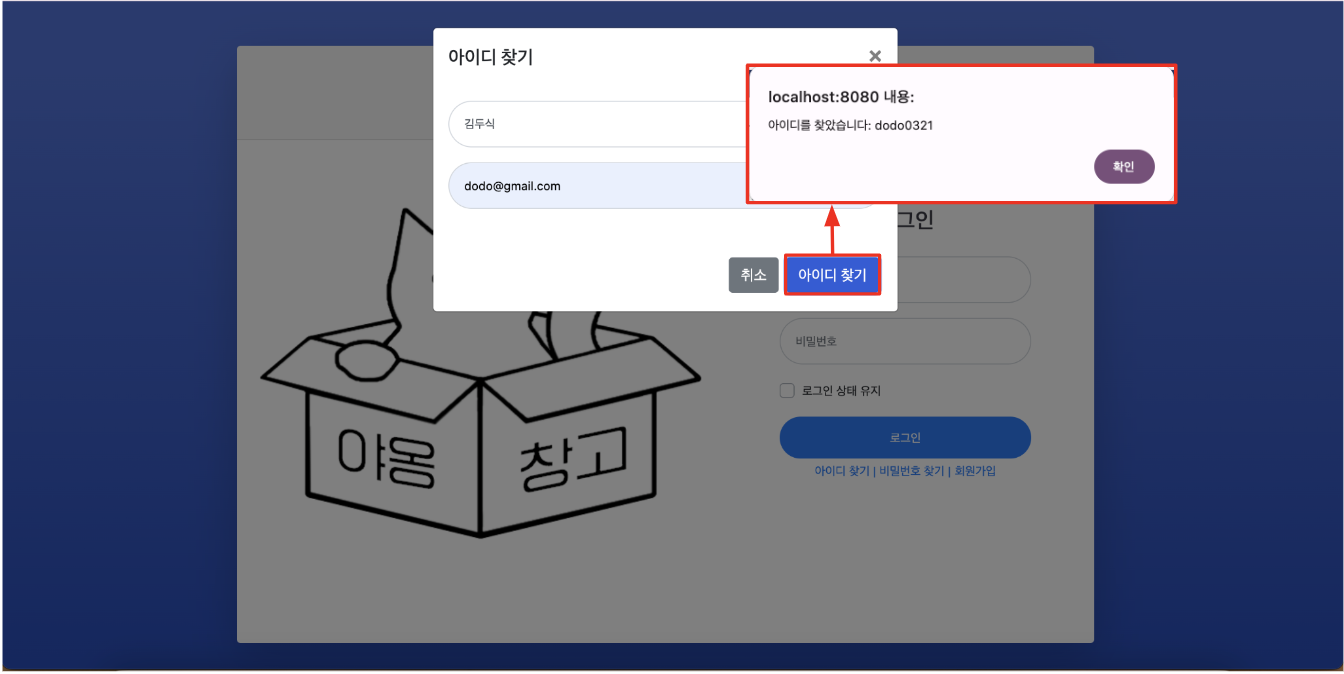 아이디 찾기
×
김두식
dodo@gmail.com
취소
아이디 찾기
localhost:8080 내용:
아이디를 찾았습니다: dodo0321
확인
그인
비밀번호
로그인 상태 유지
로그인
아이디 찾기 | 비밀번호 찾기 | 회원가입
야옹
창고